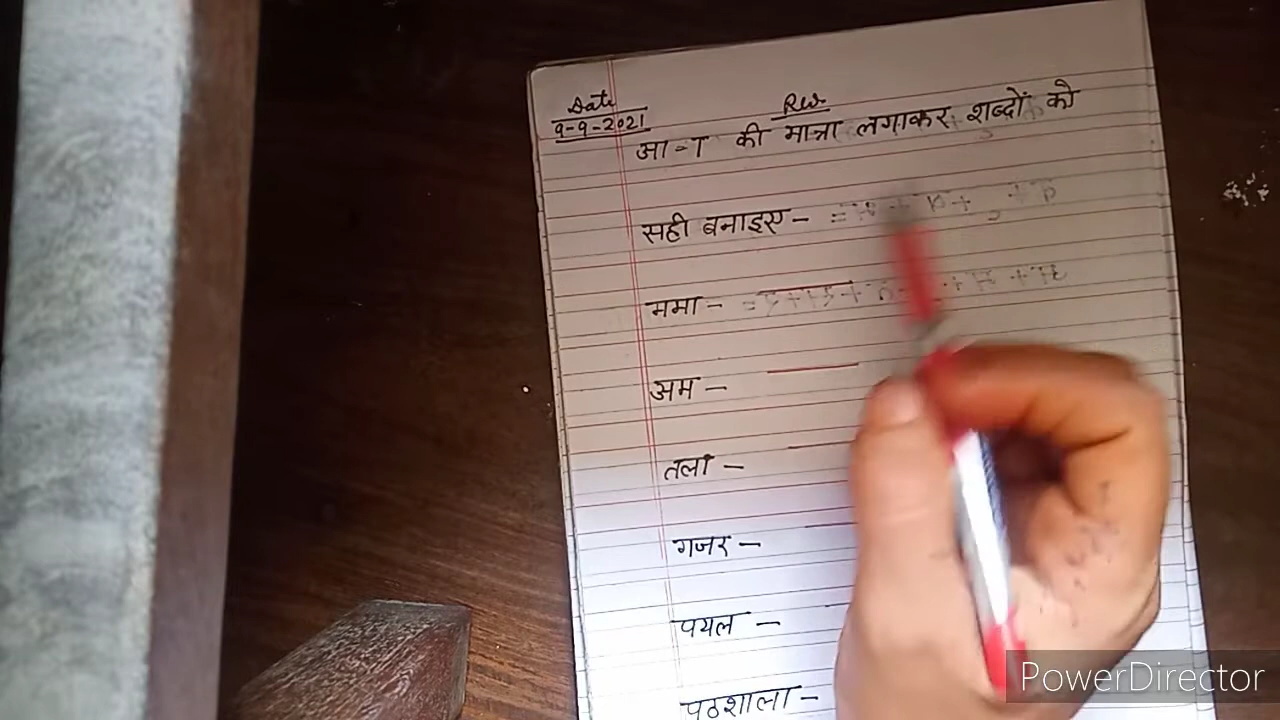 Date
9-9-2021
Rw.
आ = ा की मात्रा लगाकर शब्दों को
सही बनाइए -
ममा -
अम -
तला -
गजर -
पयल -
पठशाला -
PowerDirector